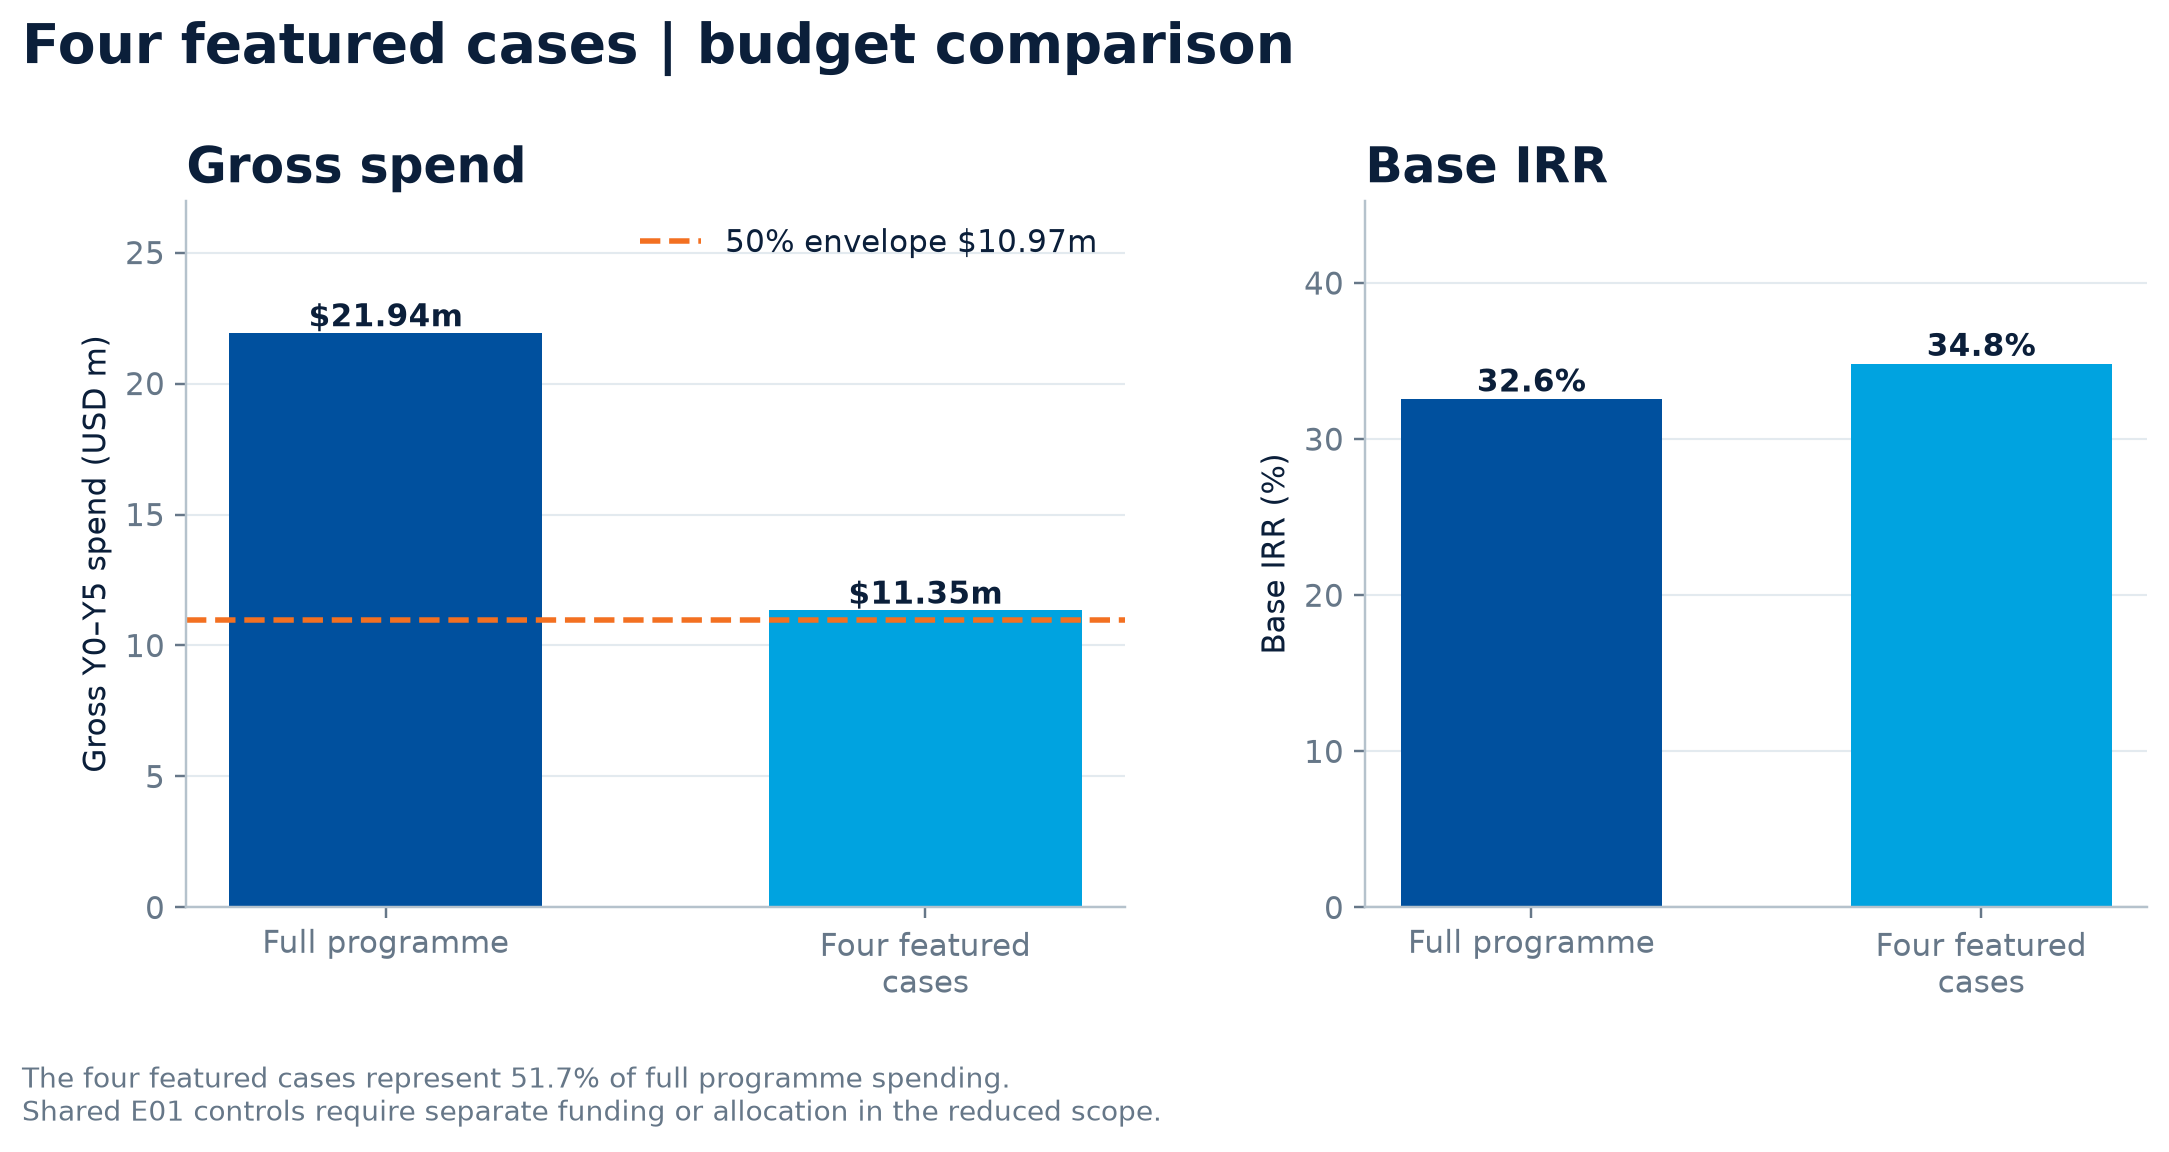 Four featured cases | budget comparison
Gross spend
50% envelope $10.97m
Gross Y0–Y5 spend (USD m)
25
20
15
10
5
0
$21.94m
$11.35m
Full programme
Four featured
cases
Base IRR
Base IRR (%)
40
30
20
10
0
32.6%
34.8%
Full programme
Four featured
cases
The four featured cases represent 51.7% of full programme spending.
Shared E01 controls require separate funding or allocation in the reduced scope.